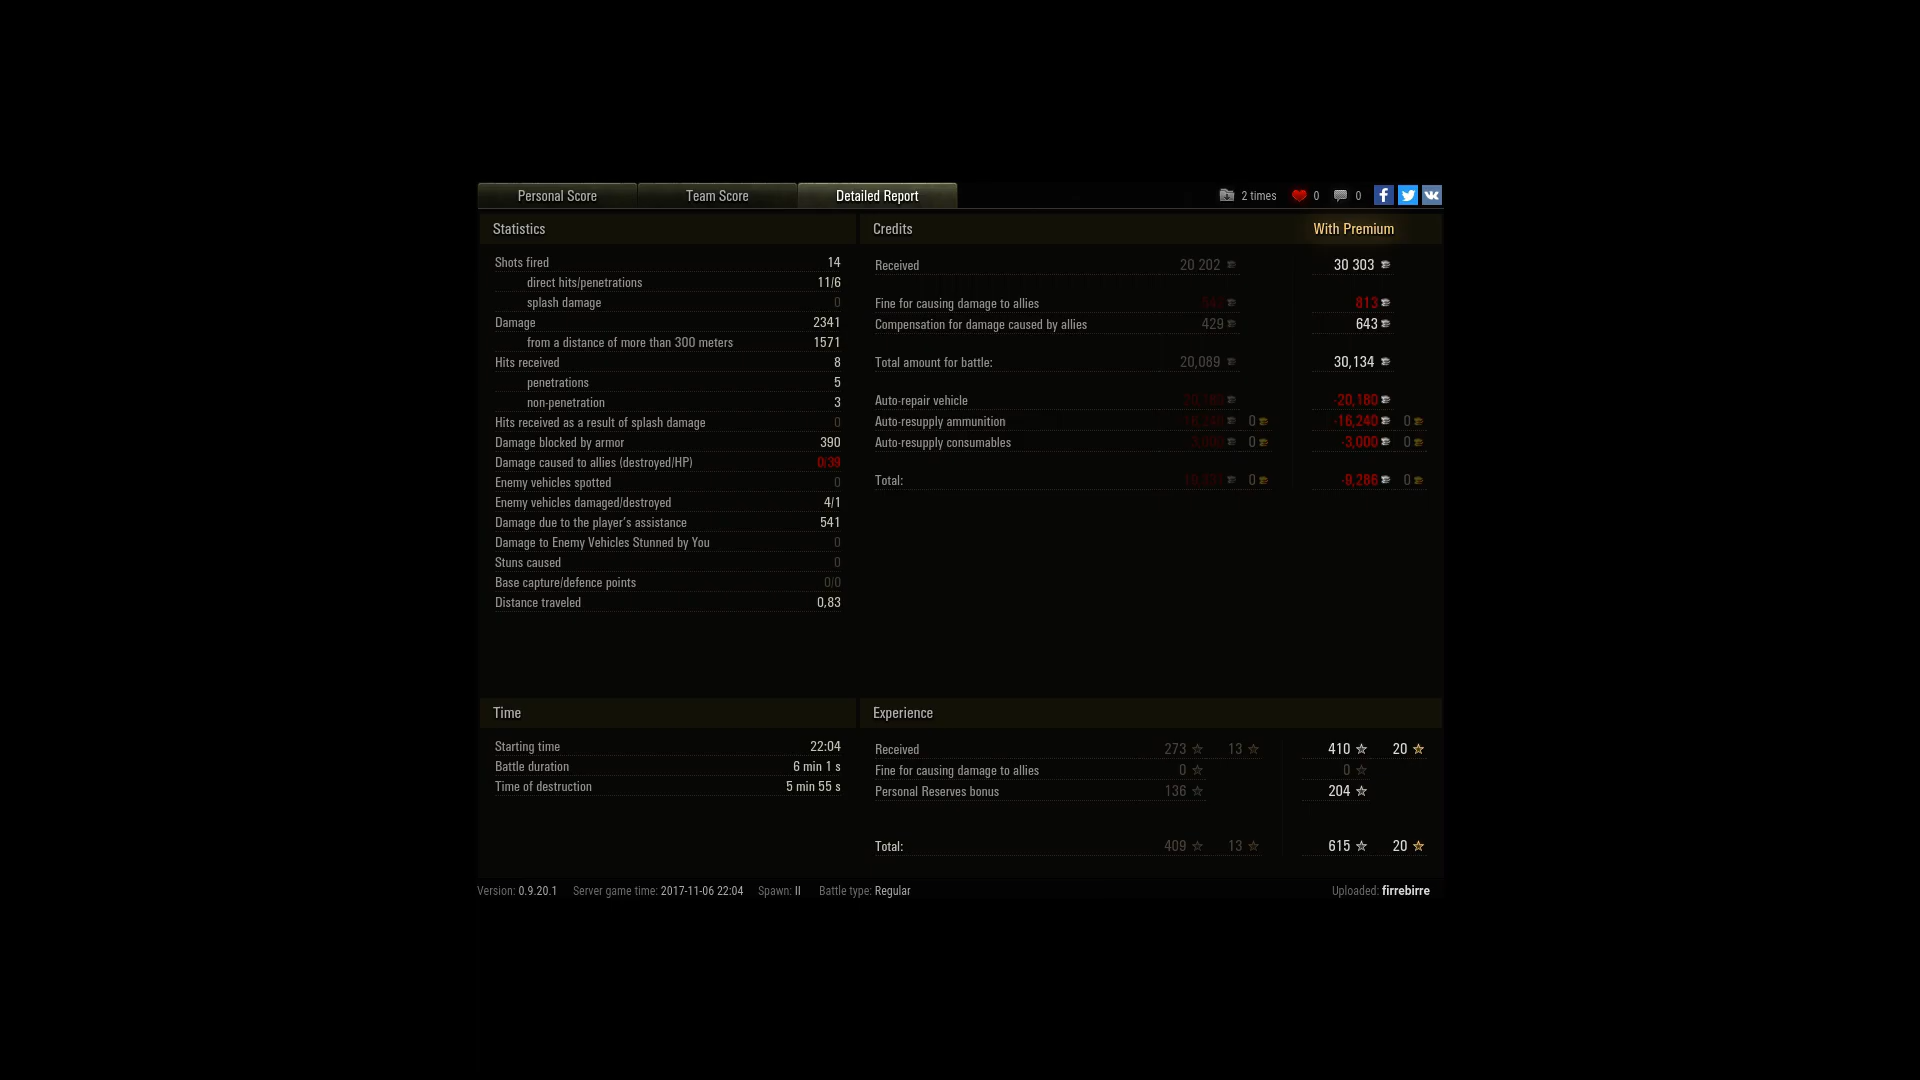 Personal Score Team Score Detailed Report 2 times 0 0
Statistics
Shots fired 14
direct hits/penetrations 11/6
splash damage 0
Damage 2341
from a distance of more than 300 meters 1571
Hits received 8
penetrations 5
non-penetration 3
Hits received as a result of splash damage 0
Damage blocked by armor 390
Damage caused to allies (destroyed/HP) 0/39
Enemy vehicles spotted 0
Enemy vehicles damaged/destroyed 4/1
Damage due to the player's assistance 541
Damage to Enemy Vehicles Stunned by You 0
Stuns caused 0
Base capture/defence points 0/0
Distance traveled 0,83
Credits With Premium
Received 20 202 30 303
Fine for causing damage to allies 813
Compensation for damage caused by allies 429 643
Total amount for battle: 20,089 30,134
Auto-repair vehicle 20,180 -20,180
Auto-resupply ammunition 16,240 0 -16,240 0
Auto-resupply consumables 3,000 0 -3,000 0
Total: 0 -9,286 0
Time
Starting time 22:04
Battle duration 6 min 1 s
Time of destruction 5 min 55 s
Experience
Received 273 13 410 20
Fine for causing damage to allies 0 0
Personal Reserves bonus 136 204
Total: 409 13 615 20
Version: 0.9.20.1 Server game time: 2017-11-06 22:04 Spawn: II Battle type: Regular Uploaded: firrebirre